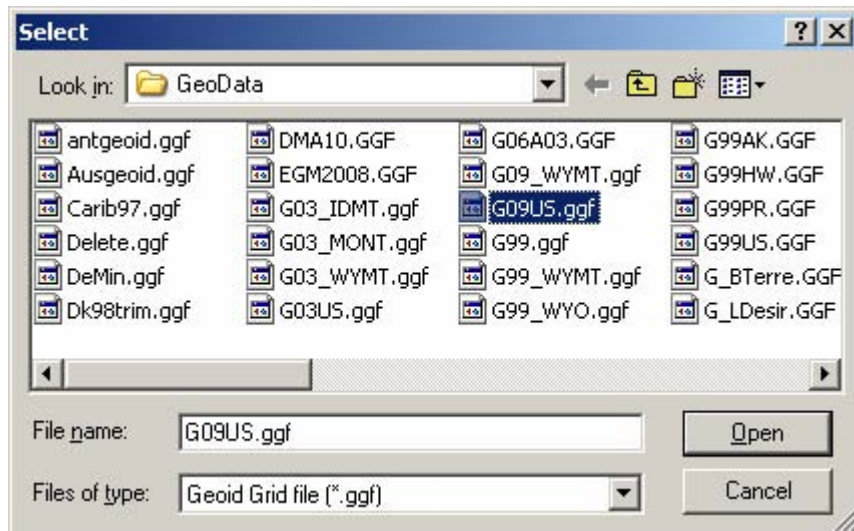 Select
Look in: GeoData
antgeoid.ggf DMA10.GGF G06A03.GGF G99AK.GGF
Ausgeoid.ggf EGM2008.GGF G09_WYMT.ggf G99HW.GGF
Carib97.ggf G03_IDMT.ggf G09US.ggf G99PR.GGF
Delete.ggf G03_MONT.ggf G99.ggf G99US.GGF
DeMin.ggf G03_WYMT.ggf G99_WYMT.ggf G_BTerre.GGF
Dk98trim.ggf G03US.ggf G99_WYO.ggf G_LDesir.GGF
File name: G09US.ggf Open
Files of type: Geoid Grid file (*.ggf) Cancel